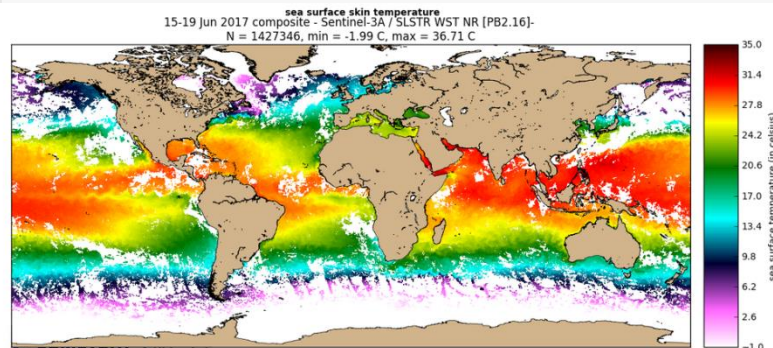 sea surface skin temperature
15-19 Jun 2017 composite - Sentinel-3A / SLSTR WST NR [PB2.16]-
N = 1427346, min = -1.99 C, max = 36.71 C
35.0
31.4
27.8
24.2
20.6
17.0
13.4
9.8
6.2
2.6
-1.0
sea surface temperature (in celsius)